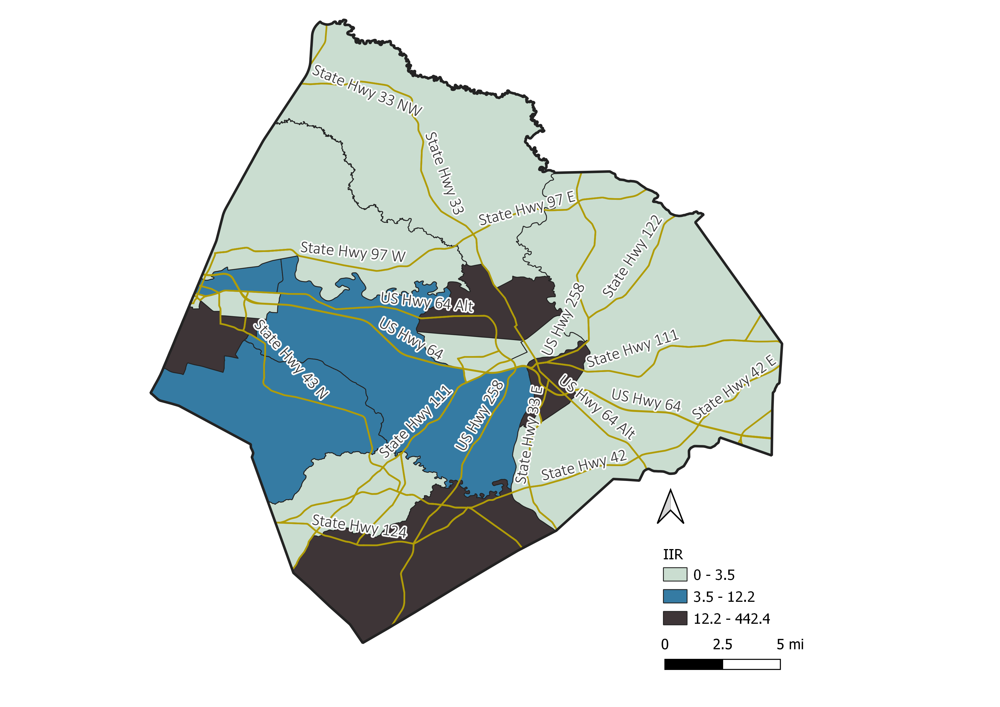 State Hwy 33 NW
State Hwy 33
State Hwy 97 E
State Hwy 122
State Hwy 97 W
US Hwy 64 Alt
US Hwy 258
US Hwy 64
State Hwy 43 N
State Hwy 111
State Hwy 42 E
State Hwy 111
US Hwy 258
State Hwy 33 E
US Hwy 64 Alt
US Hwy 64
State Hwy 42
State Hwy 124
IIR
0 - 3.5
3.5 - 12.2
12.2 - 442.4
0 2.5 5 mi